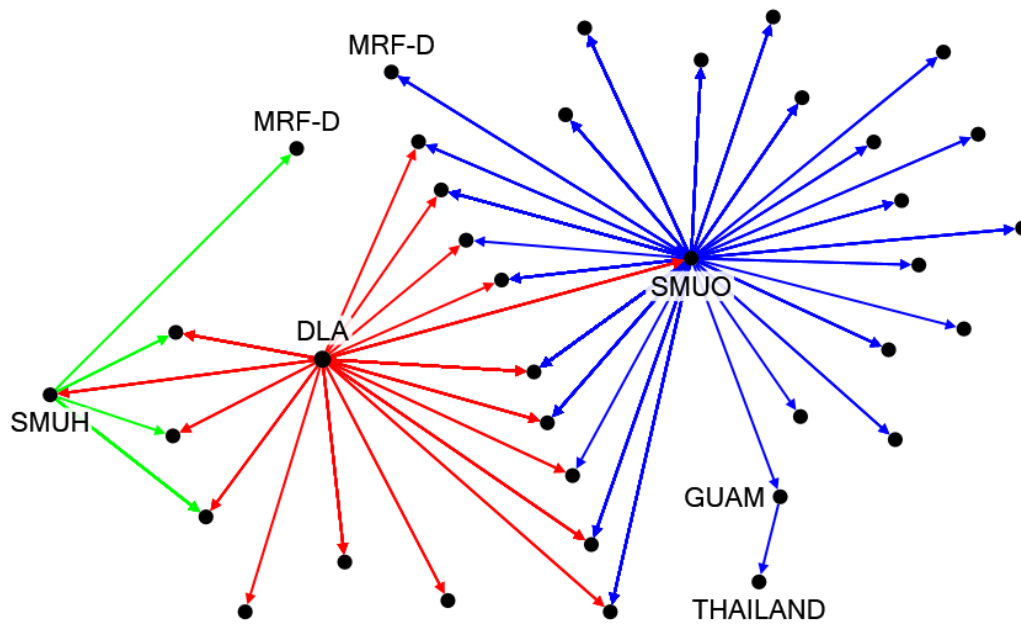 MRF-D
MRF-D
SMUO
DLA
SMUH
GUAM
THAILAND